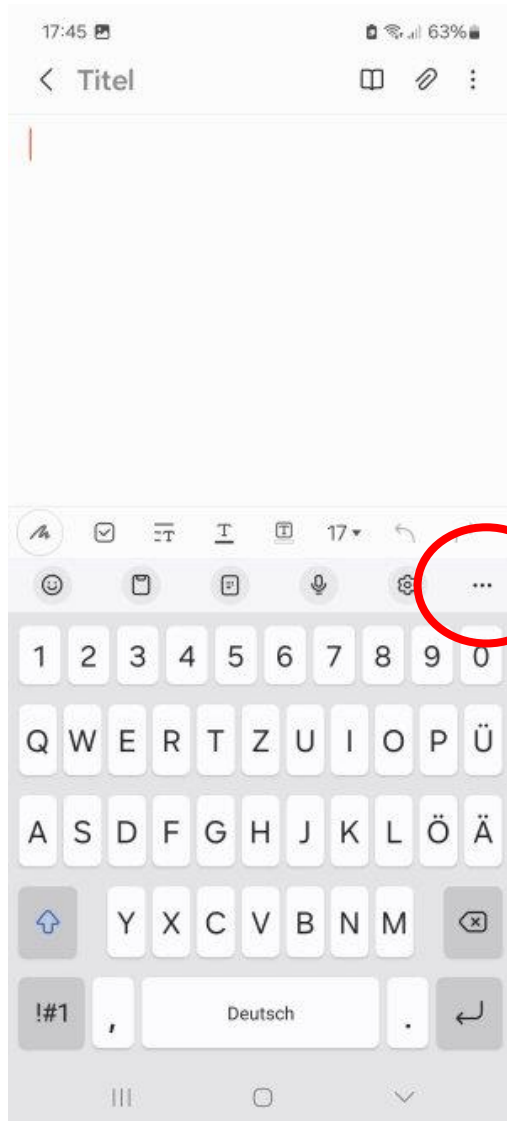 17:45 63%
Titel
T T T 17
1 2 3 4 5 6 7 8 9 0
Q W E R T Z U I O P Ü
A S D F G H J K L Ö Ä
Y X C V B N M
!#1 , Deutsch .